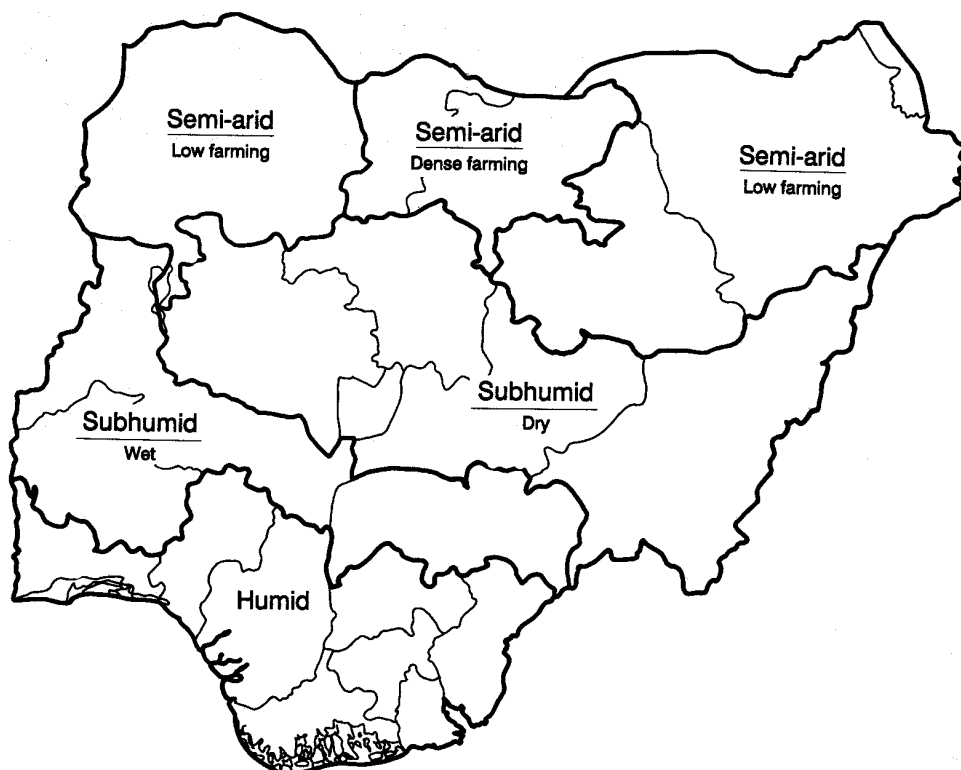 Semi-arid
Low farming
Semi-arid
Dense farming
Semi-arid
Low farming
Subhumid
Wet
Subhumid
Dry
Humid